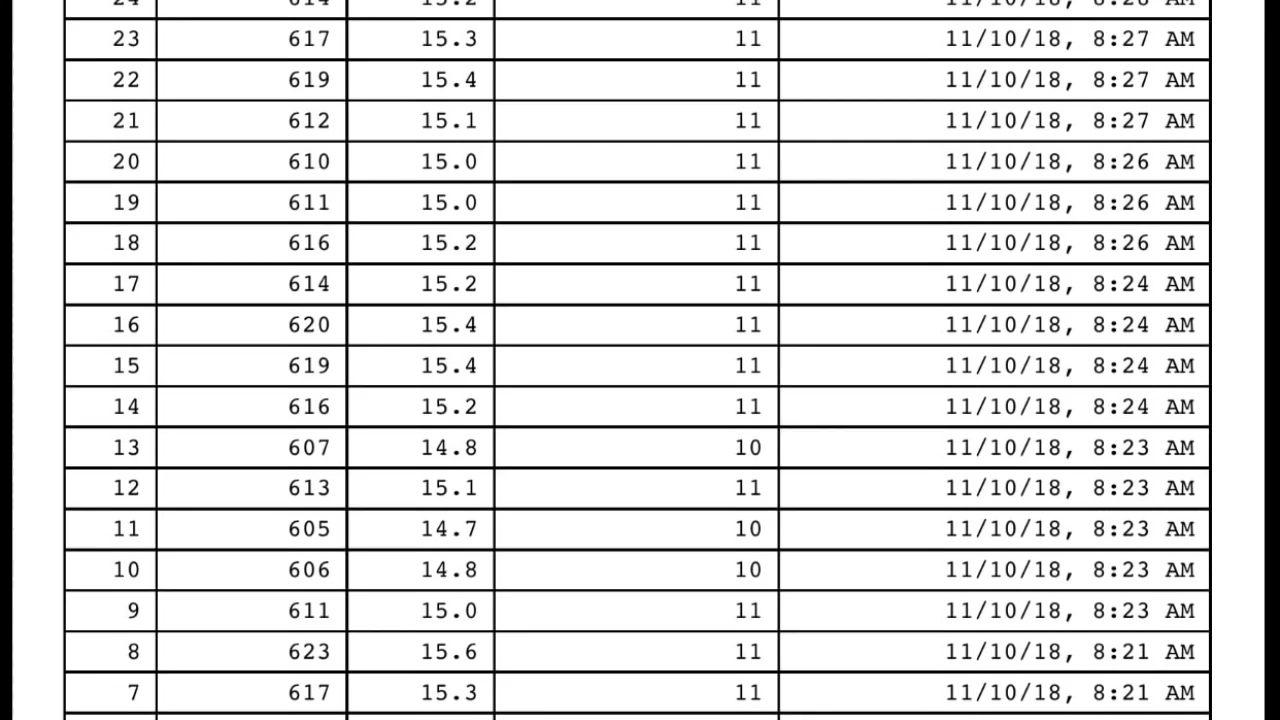 24 614 15.2 11 11/10/18, 8:28 AM
23 617 15.3 11 11/10/18, 8:27 AM
22 619 15.4 11 11/10/18, 8:27 AM
21 612 15.1 11 11/10/18, 8:27 AM
20 610 15.0 11 11/10/18, 8:26 AM
19 611 15.0 11 11/10/18, 8:26 AM
18 616 15.2 11 11/10/18, 8:26 AM
17 614 15.2 11 11/10/18, 8:24 AM
16 620 15.4 11 11/10/18, 8:24 AM
15 619 15.4 11 11/10/18, 8:24 AM
14 616 15.2 11 11/10/18, 8:24 AM
13 607 14.8 10 11/10/18, 8:23 AM
12 613 15.1 11 11/10/18, 8:23 AM
11 605 14.7 10 11/10/18, 8:23 AM
10 606 14.8 10 11/10/18, 8:23 AM
9 611 15.0 11 11/10/18, 8:23 AM
8 623 15.6 11 11/10/18, 8:21 AM
7 617 15.3 11 11/10/18, 8:21 AM